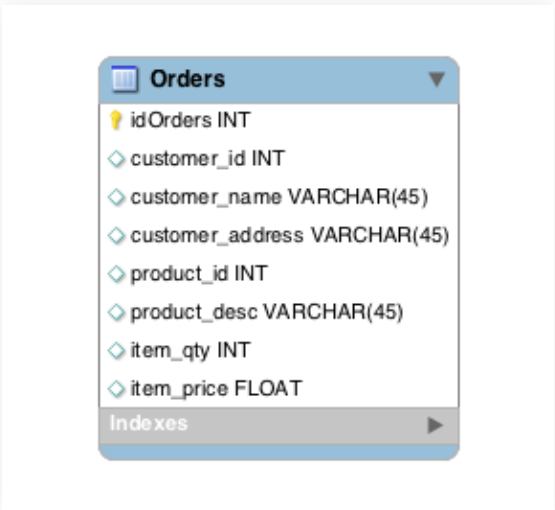 Orders
idOrders INT
customer_id INT
customer_name VARCHAR(45)
customer_address VARCHAR(45)
product_id INT
product_desc VARCHAR(45)
item_qty INT
item_price FLOAT
Indexes